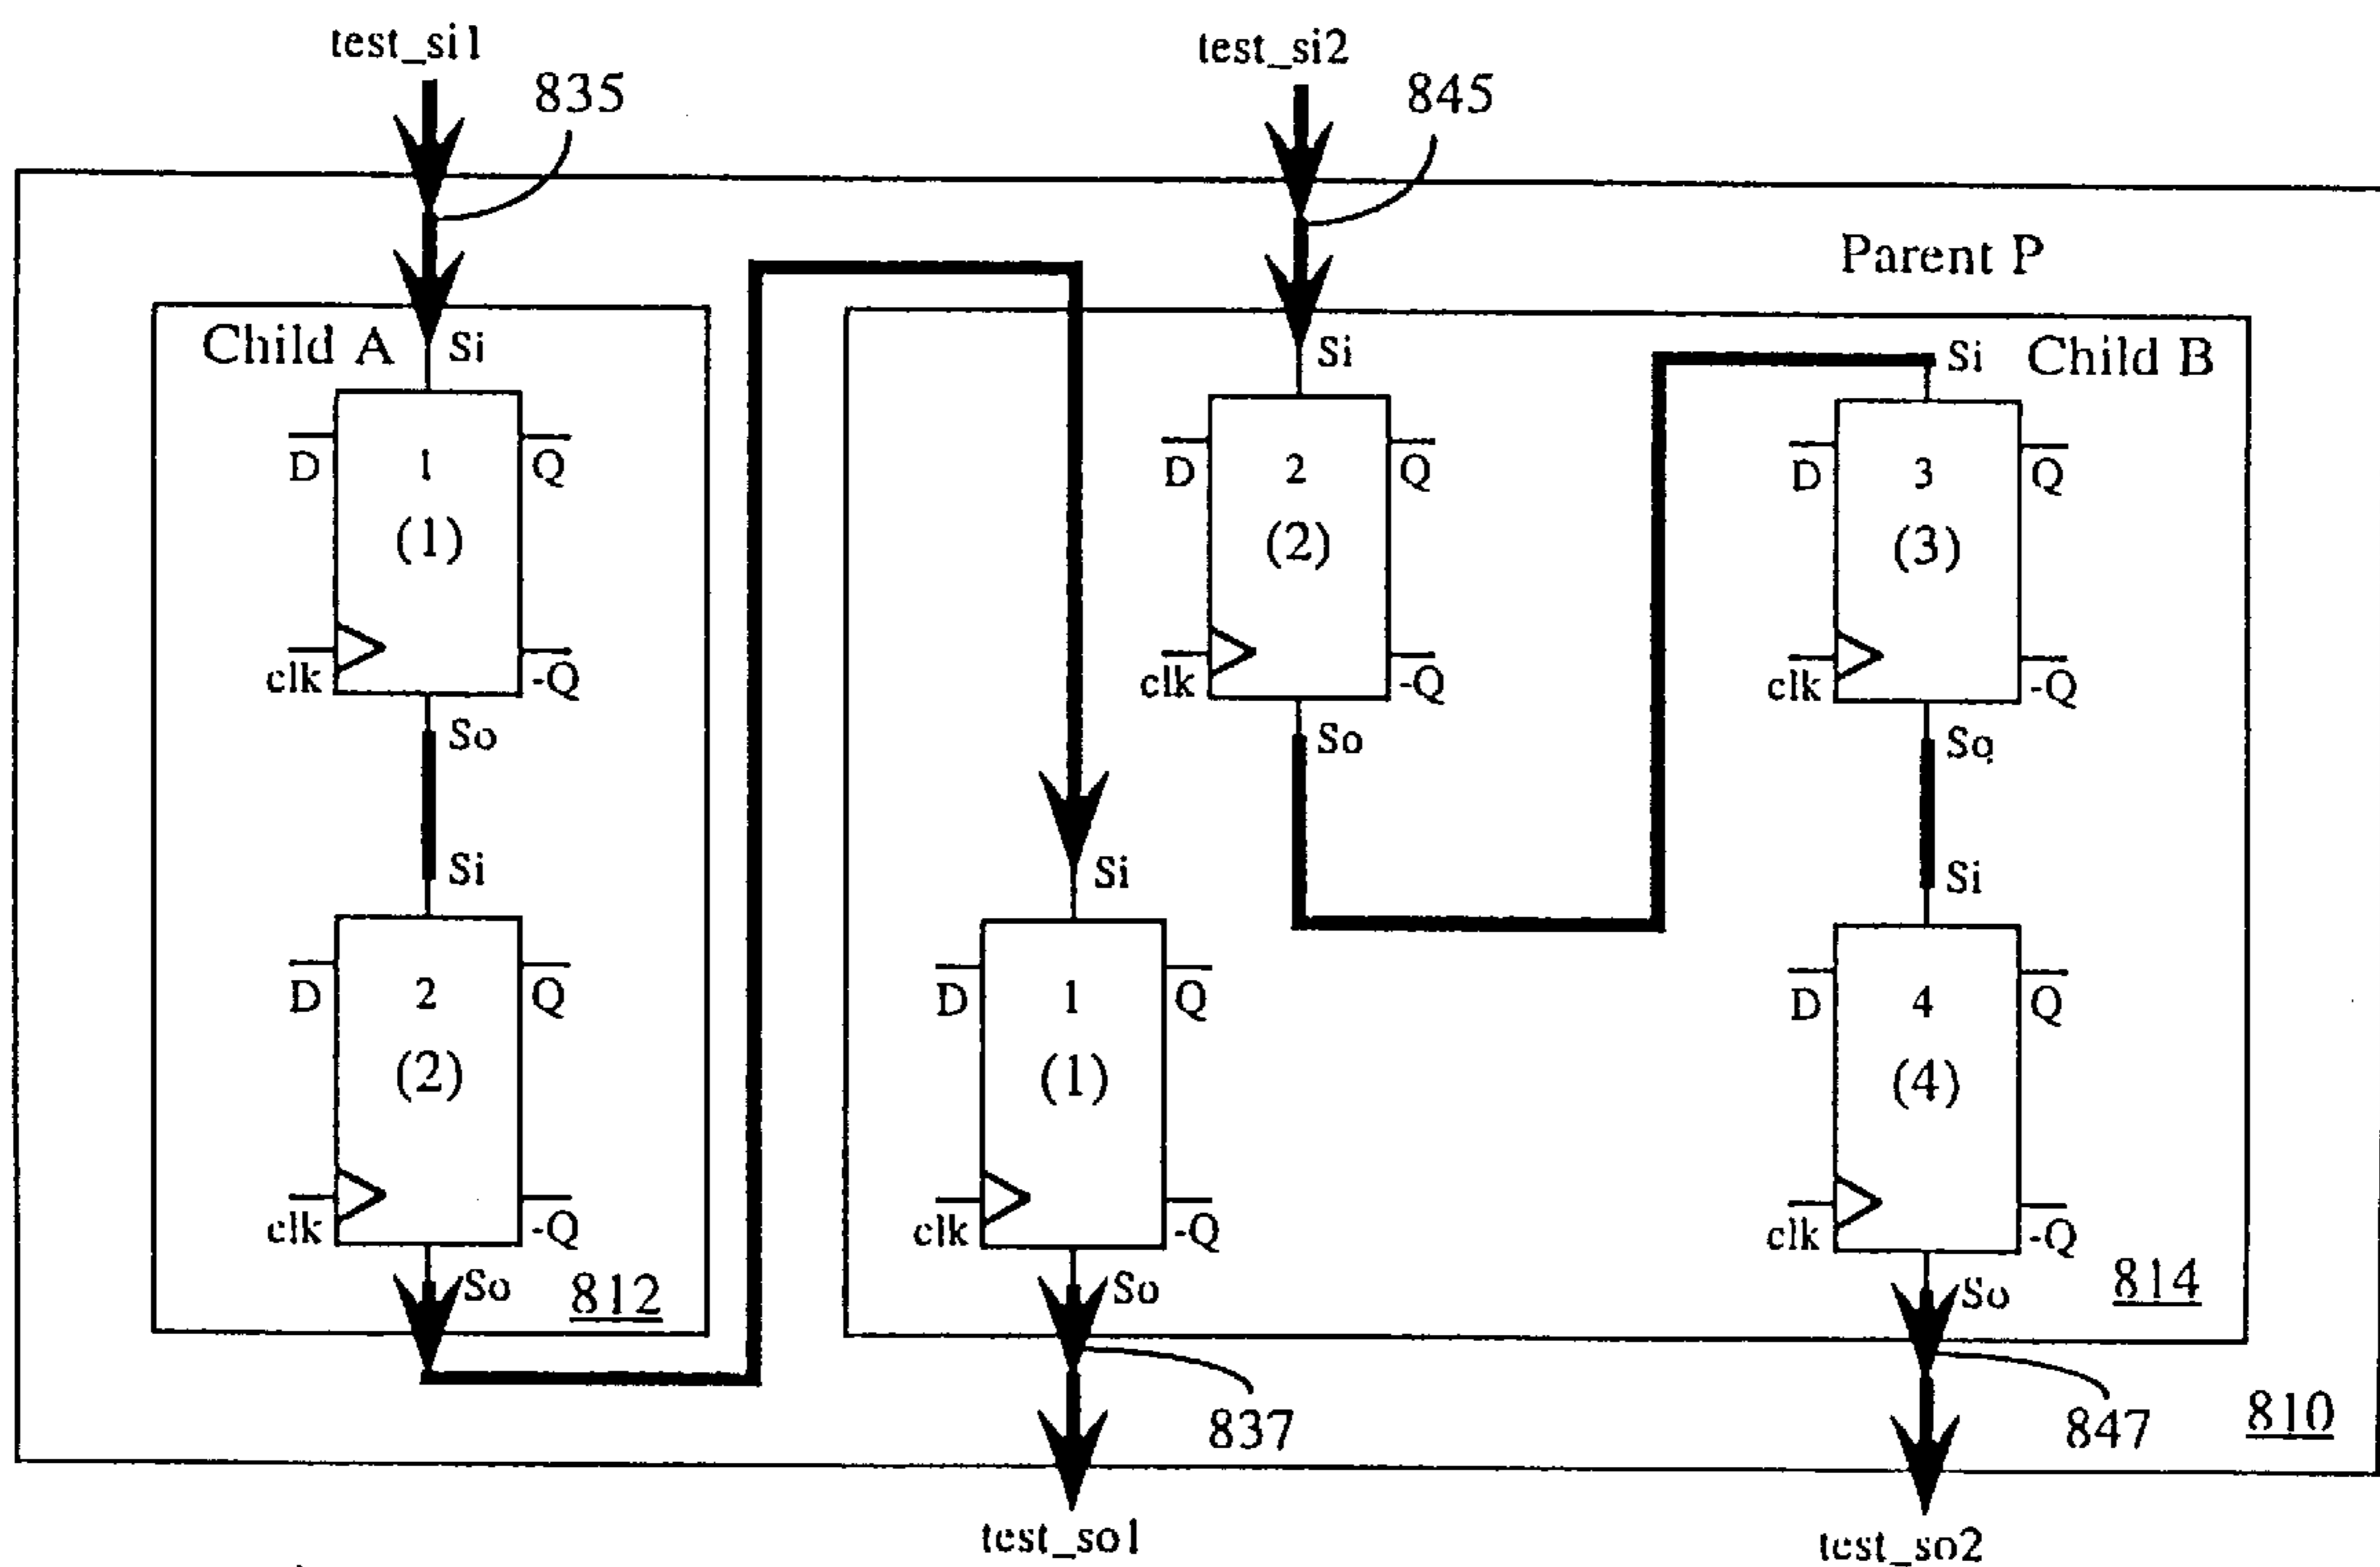 test_si1
test_si2
835
845
Parent P
Child A
Si
Si
Si
Child B
D
1
(1)
Q
clk
-Q
So
D
2
(2)
Q
clk
-Q
So
D
3
(3)
Q
clk
-Q
So
Si
Si
Si
D
2
(2)
Q
clk
-Q
So
812
D
1
(1)
Q
clk
-Q
So
D
4
(4)
Q
clk
-Q
So
814
837
847
810
test_so1
test_so2